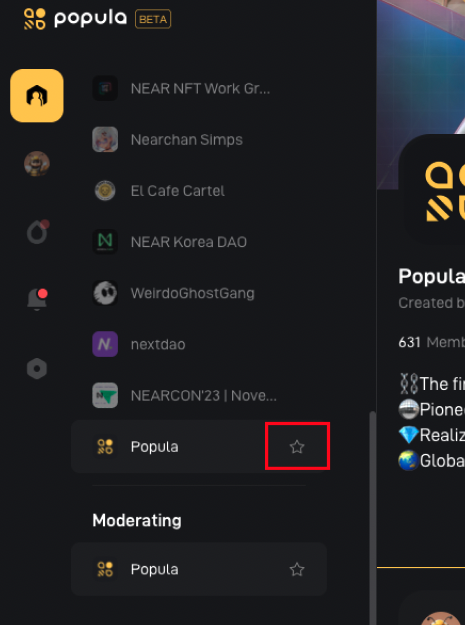 popula BETA
NEAR NFT Work Gr...
Nearchan Simps
El Cafe Cartel
NEAR Korea DAO
WeirdoGhostGang
nextdao
NEARCON'23 | Nove...
Popula
Moderating
Popula
Popula
Created b
631 Memb
The fi
Pionee
Realiz
Globa